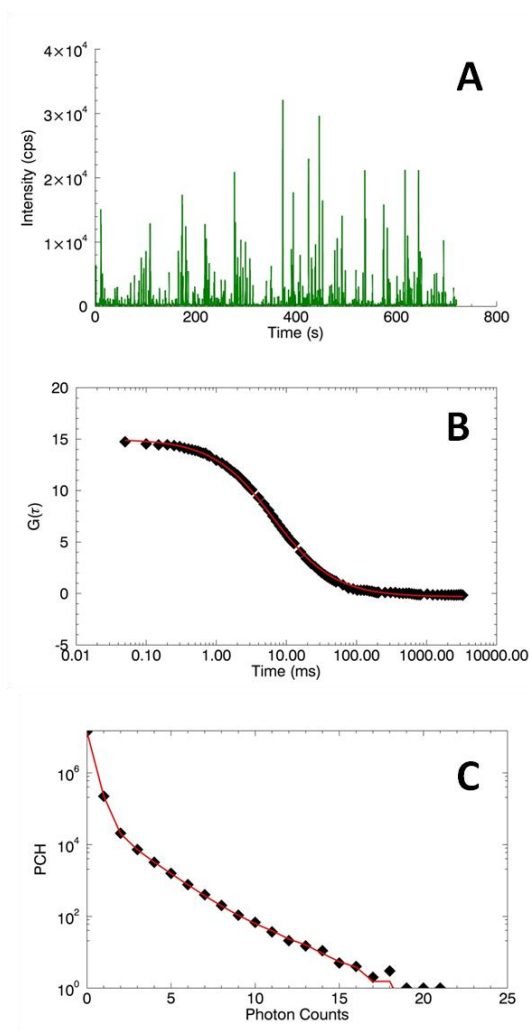 A
Intensity (cps)
4×10⁴
3×10⁴
2×10⁴
1×10⁴
0
0 200 400 600 800
Time (s)
B
G(τ)
20
15
10
5
0
-5
0.01 0.10 1.00 10.00 100.00 1000.00 10000.00
Time (ms)
C
PCH
10⁶
10⁴
10²
10⁰
0 5 10 15 20 25
Photon Counts